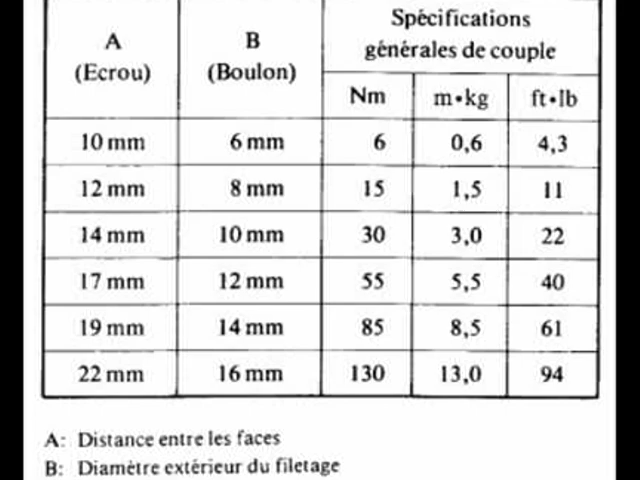 Spécifications
générales de couple
A
(Ecrou)
B
(Boulon)
Nm m•kg ft•lb
10 mm 6 mm 6 0,6 4,3
12 mm 8 mm 15 1,5 11
14 mm 10 mm 30 3,0 22
17 mm 12 mm 55 5,5 40
19 mm 14 mm 85 8,5 61
22 mm 16 mm 130 13,0 94
A: Distance entre les faces
B: Diamètre extérieur du filetage